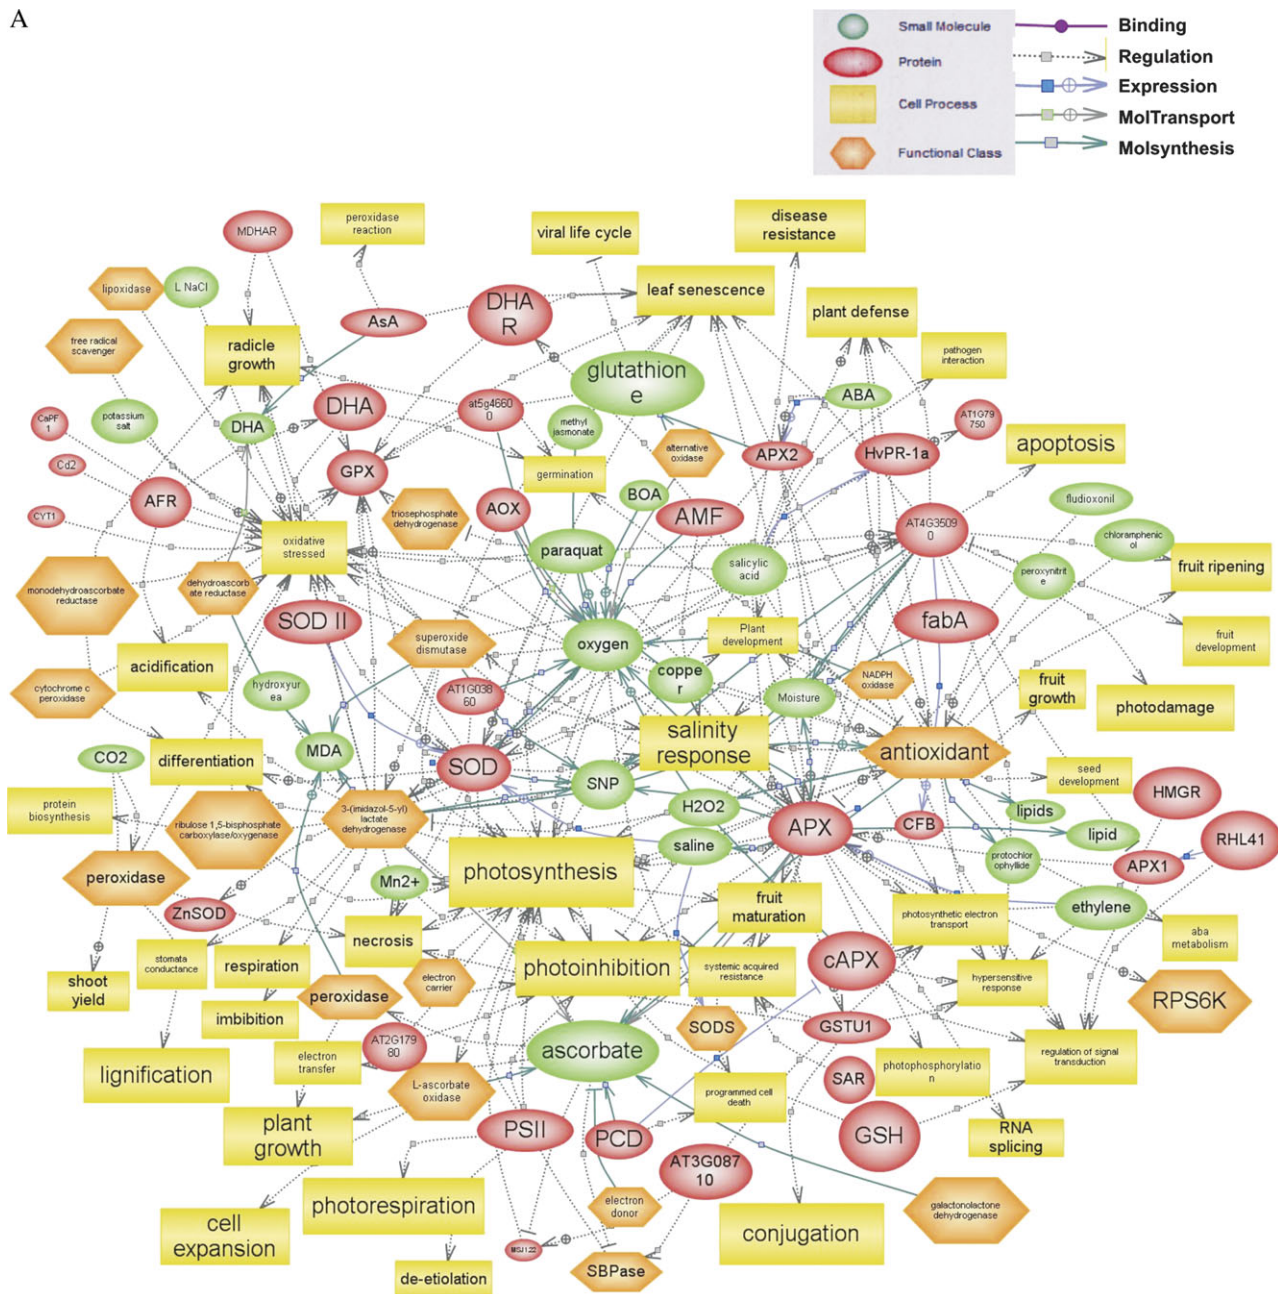 A
Small Molecule
Binding
Protein
Regulation
Cell Process
Expression
MolTransport
Functional Class
Molsynthesis
MDHAR
peroxidase
reaction
viral life cycle
disease
resistance
lipoxidase
L NaCl
AsA
DHA
R
leaf senescence
plant defense
free radical
scavenger
radicle
growth
pathogen
interaction
glutathion
e
ABA
CaPF
1
potassium
salt
DHA
DHA
at5g4660
0
methyl
jasmonate
AT1G79
750
alternative
oxidase
APX2
HvPR-1a
apoptosis
Cd2
GPX
germination
AFR
BOA
fludioxonil
CYT1
triosephosphate
dehydrogenase
AOX
AMF
AT4G3509
0
chloramphenic
ol
oxidative
stressed
paraquat
salicylic
acid
peroxynitrit
e
fruit ripening
monodehydroascorbate
reductase
dehydroascorb
ate reductase
SOD II
superoxide
dismutase
oxygen
Plant
development
fabA
fruit
development
acidification
coppe
r
NADPH
oxidase
fruit
growth
cytochrome c
peroxidase
hydroxyur
ea
AT1G038
60
Moisture
photodamage
CO2
differentiation
MDA
SOD
salinity
response
antioxidant
seed
development
SNP
HMGR
protein
biosynthesis
ribulose 1,5-bisphosphate
carboxylase/oxygenase
3-(imidazol-5-yl)
lactate
dehydrogenase
H2O2
APX
CFB
lipids
lipid
RHL41
saline
protochlor
ophyllide
APX1
peroxidase
photosynthesis
Mn2+
fruit
maturation
ethylene
ZnSOD
necrosis
photosynthetic electron
transport
aba
metabolism
stomata
conductance
respiration
electron
carrier
photoinhibition
systemic acquired
resistance
cAPX
hypersensitive
response
shoot
yield
peroxidase
RPS6K
imbibition
SODS
GSTU1
AT2G179
80
ascorbate
electron
transfer
regulation of signal
transduction
lignification
photophosphorylatio
n
L-ascorbate
oxidase
programmed cell
death
SAR
plant
growth
PSII
PCD
GSH
RNA
splicing
AT3G087
10
photorespiration
electron
donor
galactonolactone
dehydrogenase
cell
expansion
conjugation
MSJ1.22
de-etiolation
SBPase